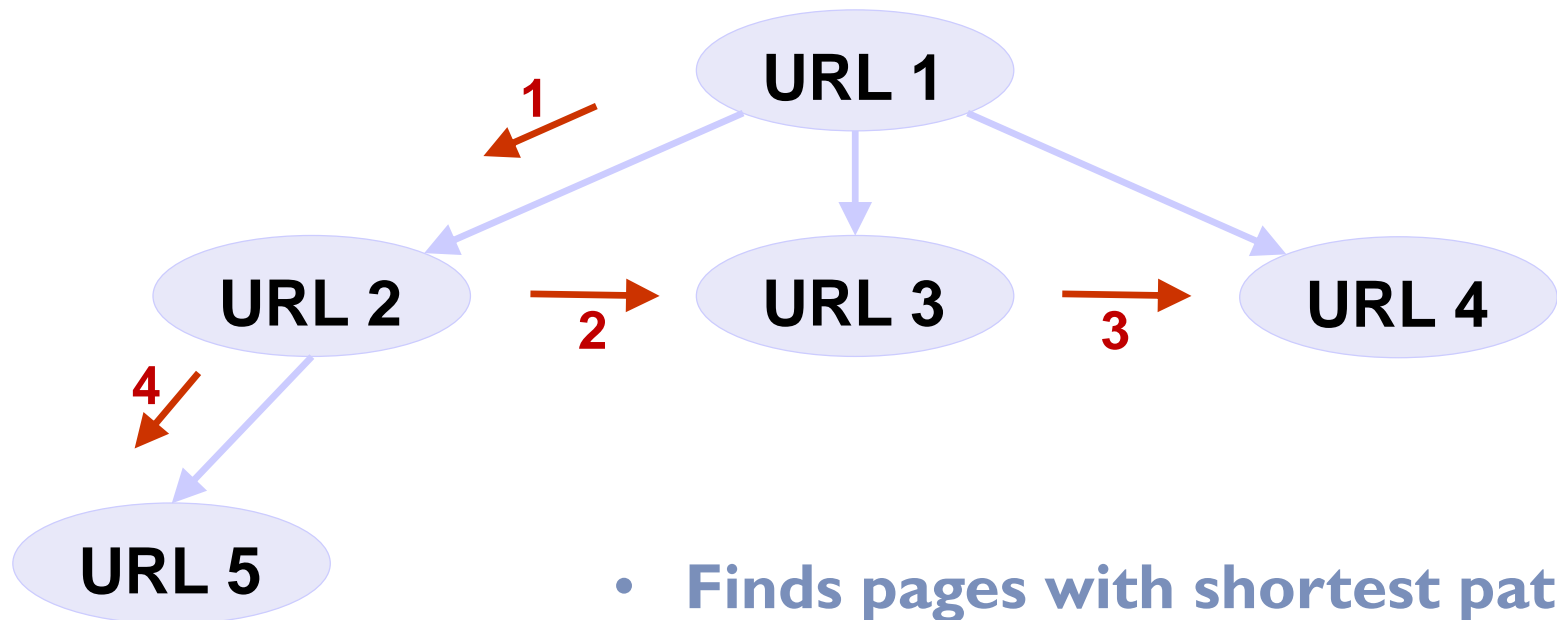 URL 1
1
URL 2
2
URL 3
3
URL 4
4
URL 5
• Finds pages with shortest pat